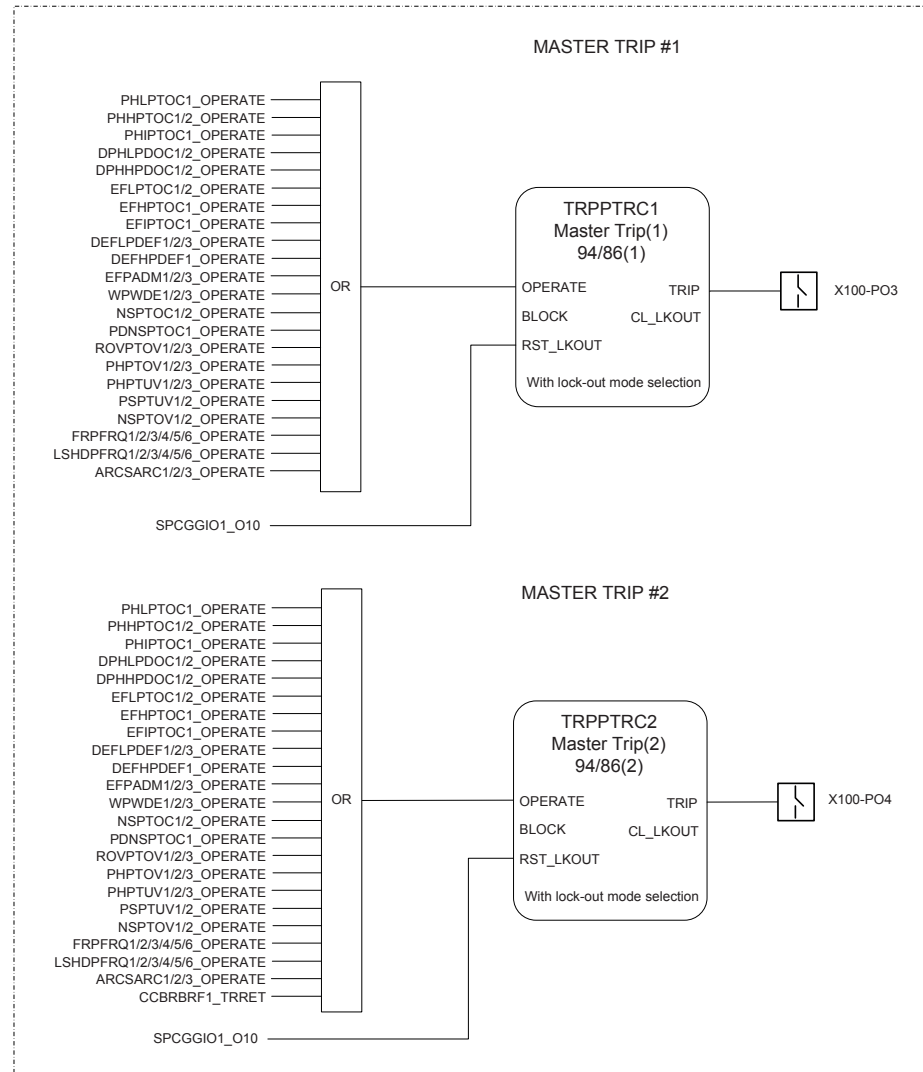 MASTER TRIP #1
PHLPTOC1_OPERATE
PHHPTOC1/2_OPERATE
PHIPTOC1_OPERATE
DPHLPDOC1/2_OPERATE
DPHHPDOC1/2_OPERATE
EFLPTOC1/2_OPERATE
EFHPTOC1_OPERATE
EFIPTOC1_OPERATE
DEFLPDEF1/2/3_OPERATE
DEFHPDEF1_OPERATE
EFPADM1/2/3_OPERATE
WPWDE1/2/3_OPERATE
NSPTOC1/2_OPERATE
PDNSPTOC1_OPERATE
ROVPTOV1/2/3_OPERATE
PHPTOV1/2/3_OPERATE
PHPTUV1/2/3_OPERATE
PSPTUV1/2_OPERATE
NSPTOV1/2_OPERATE
FRPFRQ1/2/3/4/5/6_OPERATE
LSHDPFRQ1/2/3/4/5/6_OPERATE
ARCSARC1/2/3_OPERATE
OR
SPCGGIO1_O10
TRPPTRC1
Master Trip(1)
94/86(1)
OPERATE TRIP
BLOCK CL_LKOUT
RST_LKOUT
With lock-out mode selection
X100-PO3
MASTER TRIP #2
PHLPTOC1_OPERATE
PHHPTOC1/2_OPERATE
PHIPTOC1_OPERATE
DPHLPDOC1/2_OPERATE
DPHHPDOC1/2_OPERATE
EFLPTOC1/2_OPERATE
EFHPTOC1_OPERATE
EFIPTOC1_OPERATE
DEFLPDEF1/2/3_OPERATE
DEFHPDEF1_OPERATE
EFPADM1/2/3_OPERATE
WPWDE1/2/3_OPERATE
NSPTOC1/2_OPERATE
PDNSPTOC1_OPERATE
ROVPTOV1/2/3_OPERATE
PHPTOV1/2/3_OPERATE
PHPTUV1/2/3_OPERATE
PSPTUV1/2_OPERATE
NSPTOV1/2_OPERATE
FRPFRQ1/2/3/4/5/6_OPERATE
LSHDPFRQ1/2/3/4/5/6_OPERATE
ARCSARC1/2/3_OPERATE
CCBRBRF1_TRRET
OR
SPCGGIO1_O10
TRPPTRC2
Master Trip(2)
94/86(2)
OPERATE TRIP
BLOCK CL_LKOUT
RST_LKOUT
With lock-out mode selection
X100-PO4